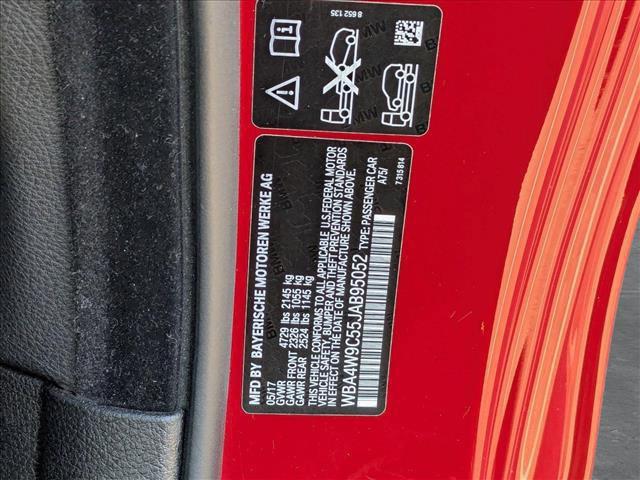 8 652 135
BMW
MFD BY BAYERISCHE MOTOREN WERKE AG
05/17
GVWR 4729 lbs 2145 kg
GAWR FRONT 2326 lbs 1055 kg
GAWR REAR 2524 lbs 1145 kg
THIS VEHICLE CONFORMS TO ALL APPLICABLE U.S. FEDERAL MOTOR
VEHICLE SAFETY, BUMPER AND THEFT PREVENTION STANDARDS
IN EFFECT ON THE DATE OF MANUFACTURE SHOWN ABOVE.
WBA4W9C55JAB95052 TYPE: PASSENGER CAR
A75/
7 315 814